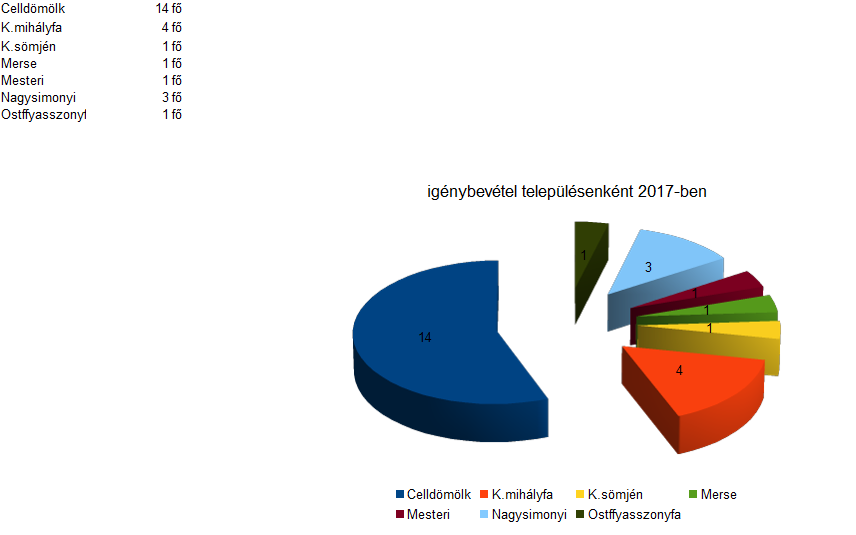 Celldömölk 14 fő
K.mihályfa 4 fő
K.sömjén 1 fő
Merse 1 fő
Mesteri 1 fő
Nagysimonyi 3 fő
Ostffyasszonyf 1 fő
igénybevétel településenként 2017-ben
1
3
1
1
1
14
4
Celldömölk K.mihályfa K.sömjén Merse
Mesteri Nagysimonyi Ostffyasszonyfa